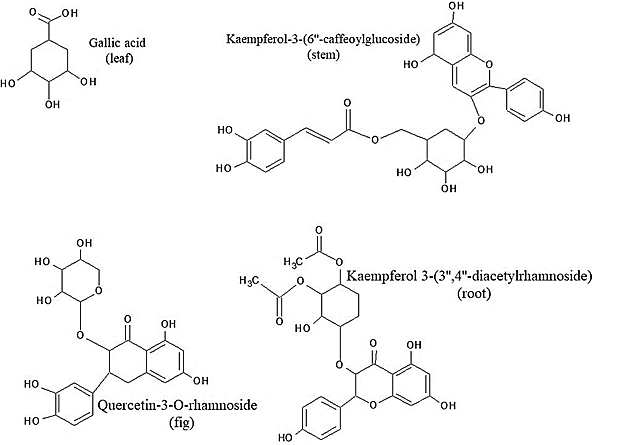 O
OH
Gallic acid
(leaf)
HO
OH
OH
Kaempferol-3-(6"-caffeoylglucoside)
(stem)
OH
HO
O
OH
O
HO
HO
O
O
HO
OH
OH
OH
HO
HO
O
O
O
OH
OH
HO
HO
Quercetin-3-O-rhamnoside
(fig)
O
H₃C
O
H₃C
O
O
HO
Kaempferol 3-(3",4"-diacetylrhamnoside)
(root)
O
O
OH
O
OH
HO